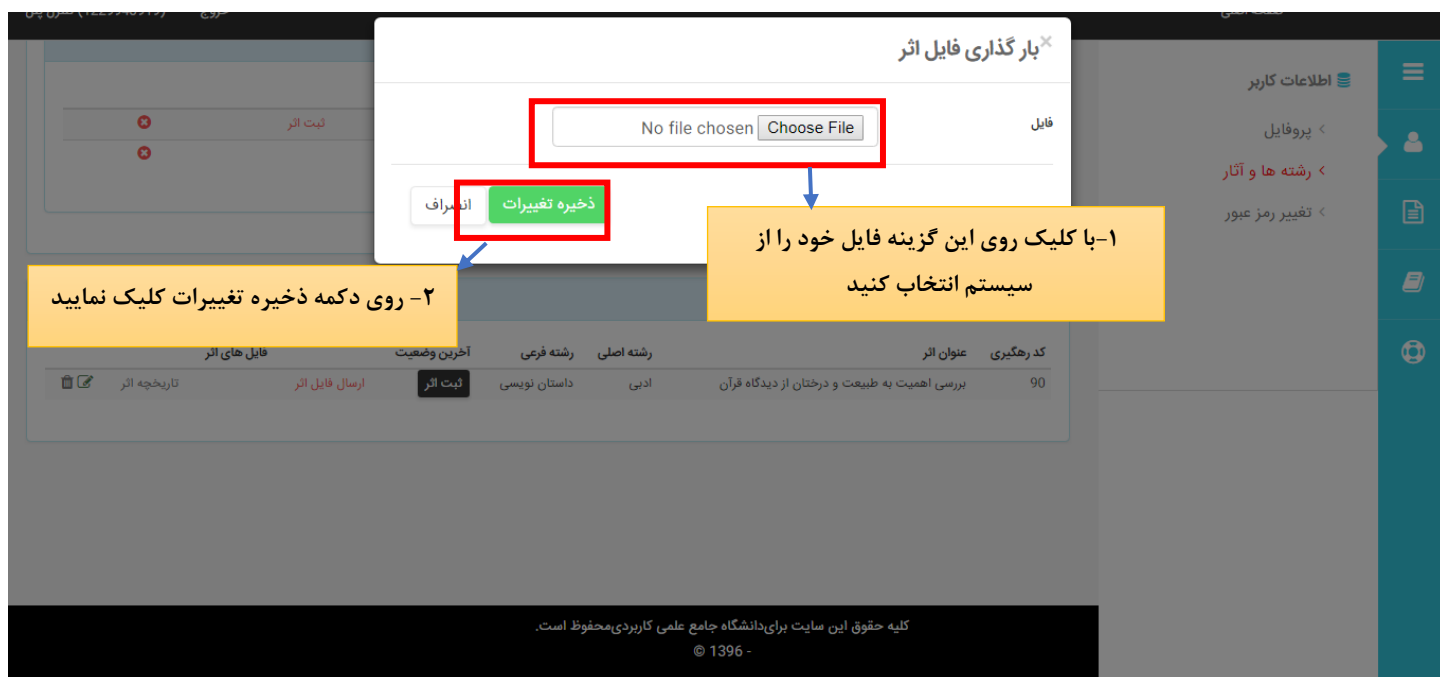 خروج
× بار گذاری فایل اثر
فایل
Choose File No file chosen
ذخیره تغییرات
انصراف
۱-با کلیک روی این گزینه فایل خود را از
سیستم انتخاب کنید
۲- روی دکمه ذخیره تغییرات کلیک نمایید
اطلاعات کاربر
پروفایل
رشته ها و آثار
تغییر رمز عبور
ثبت اثر
کد رهگیری عنوان اثر رشته اصلی رشته فرعی آخرین وضعیت فایل های اثر
90 بررسی اهمیت به طبیعت و درختان از دیدگاه قرآن ادبی داستان نویسی ثبت اثر ارسال فایل اثر تاریخچه اثر
کلیه حقوق این سایت برای‌دانشگاه جامع علمی کاربردی‌محفوظ است.
© 1396 -